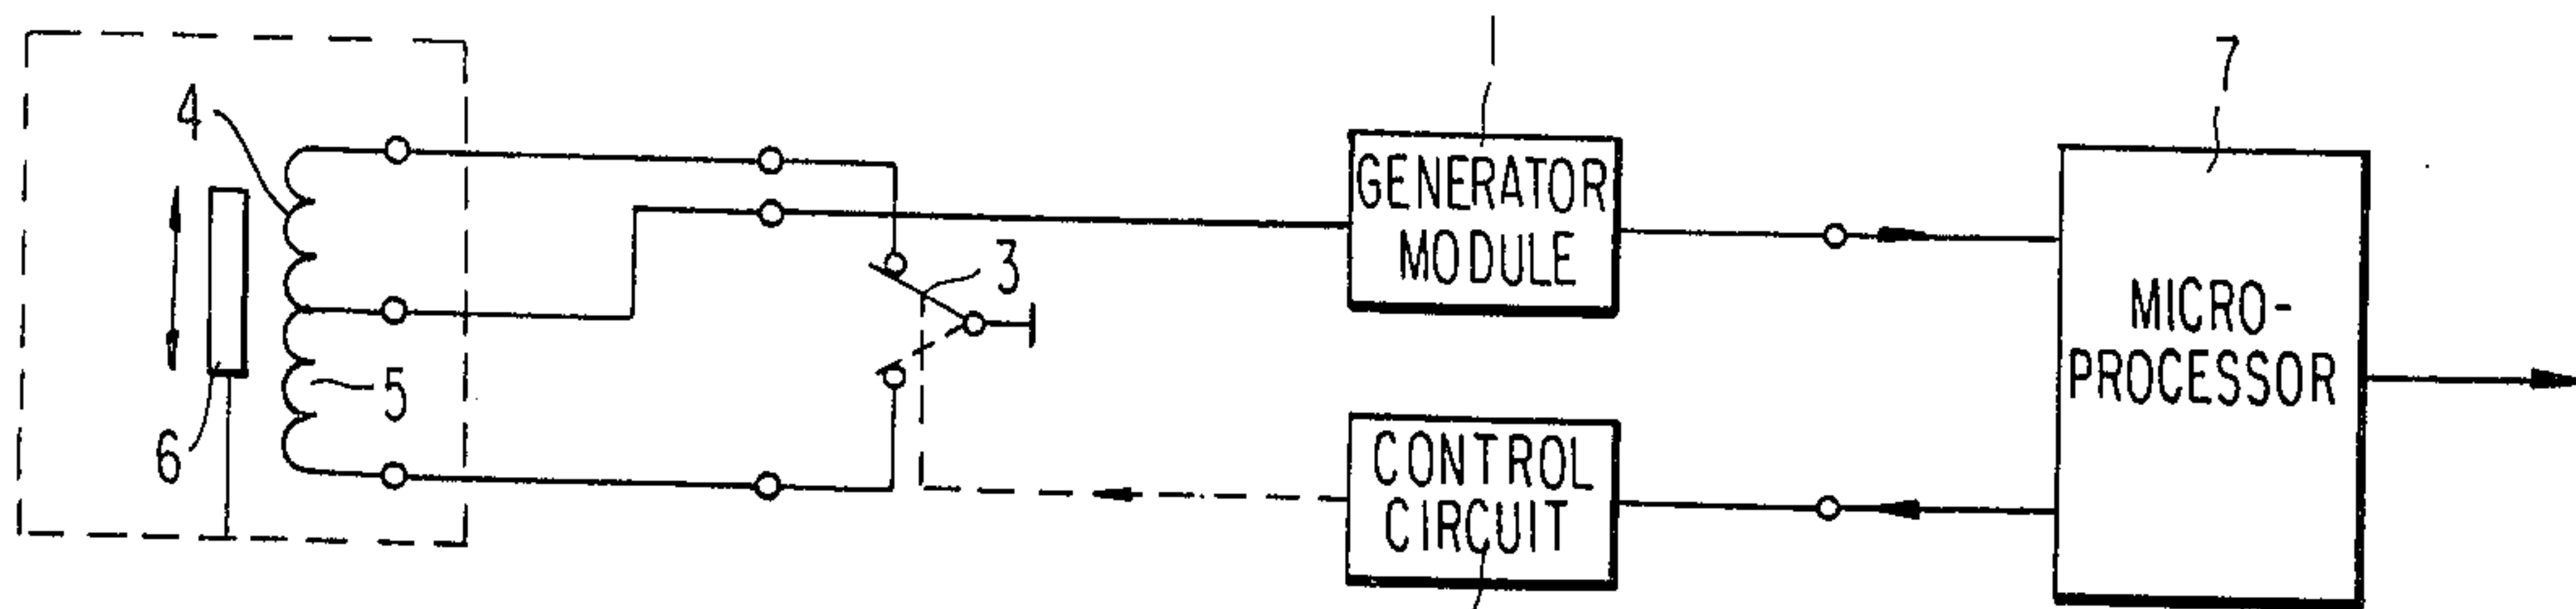 1
7
4
GENERATOR
MODULE
3
MICRO-
PROCESSOR
5
6
CONTROL
CIRCUIT